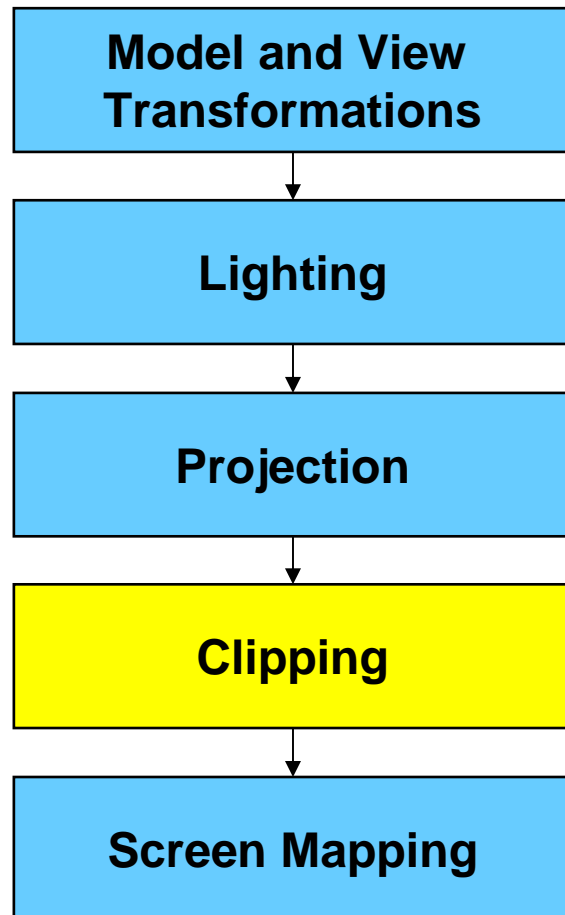 Model and View
Transformations
Lighting
Projection
Clipping
Screen Mapping